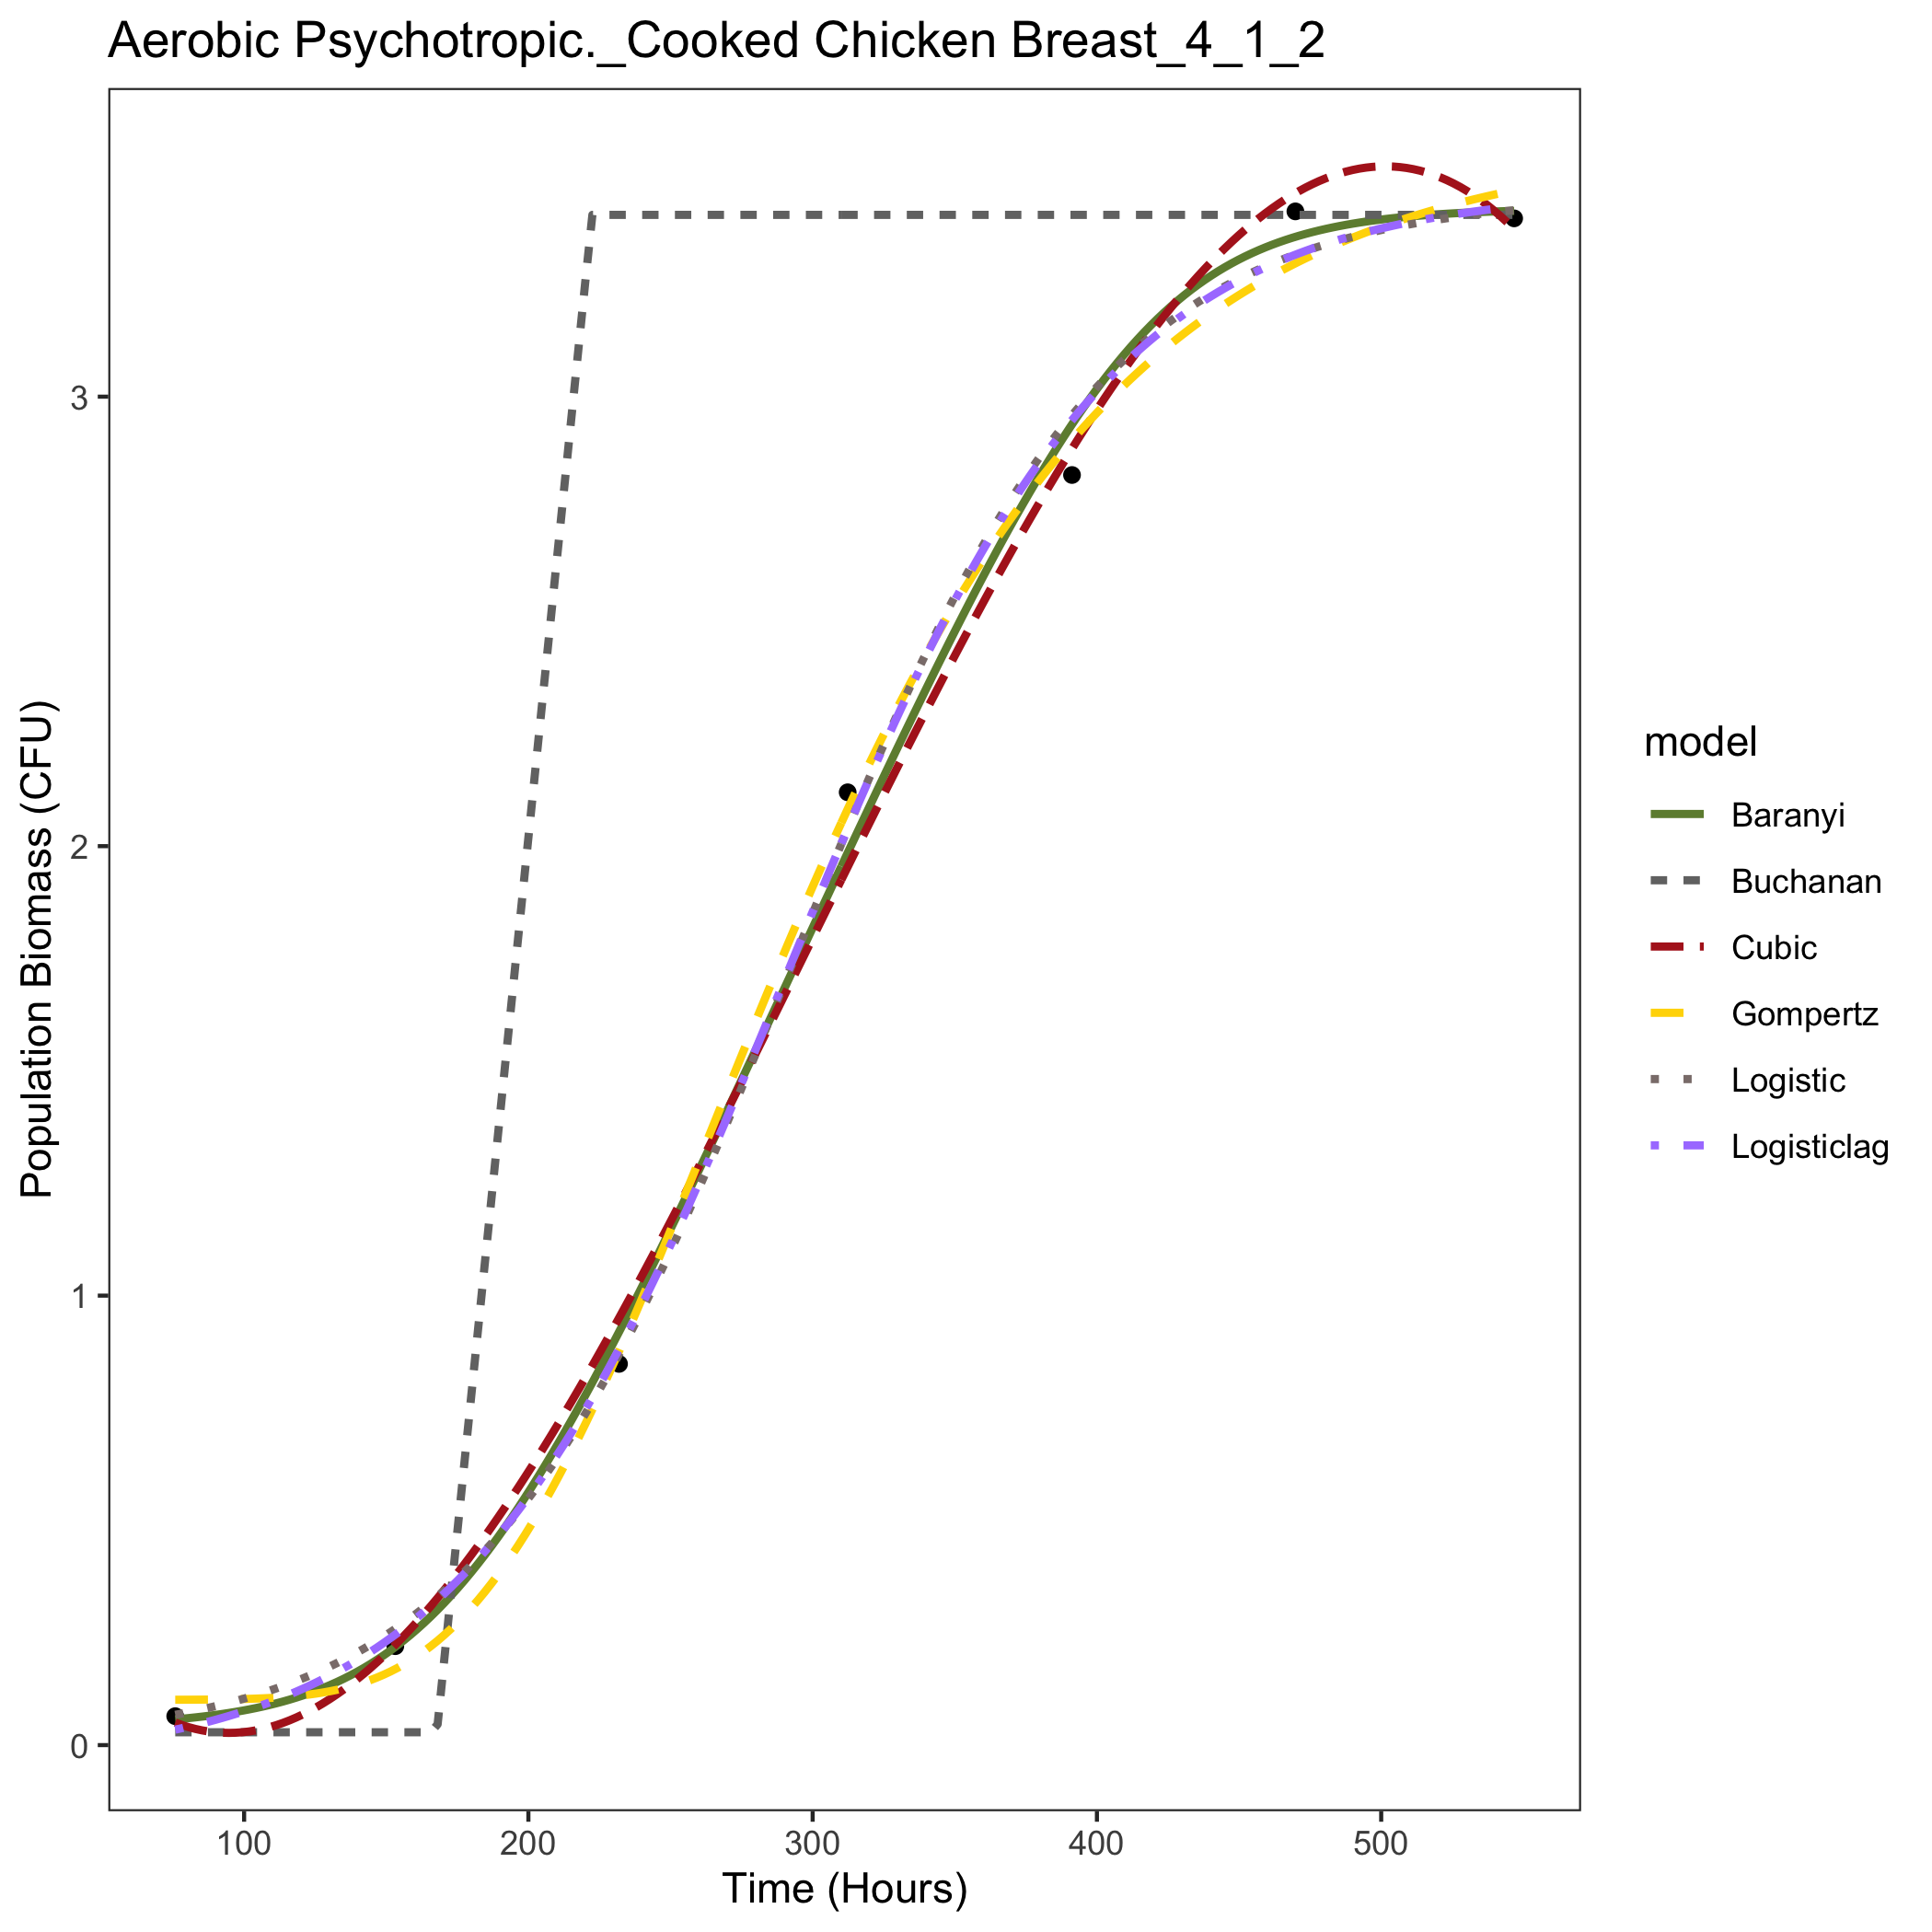 Aerobic Psychotropic._Cooked Chicken Breast_4_1_2
Population Biomass (CFU)
3
2
1
0
100 200 300 400 500
Time (Hours)
model
Baranyi
Buchanan
Cubic
Gompertz
Logistic
Logisticlag